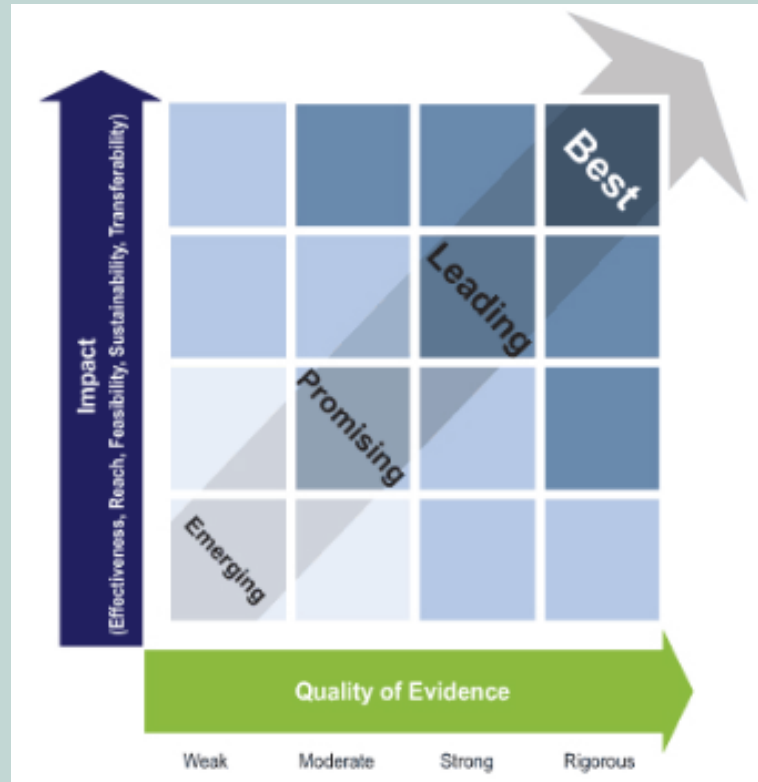 Impact
(Effectiveness, Reach, Feasibility, Sustainability, Transferability)
Best
Leading
Promising
Emerging
Quality of Evidence
Weak Moderate Strong Rigorous